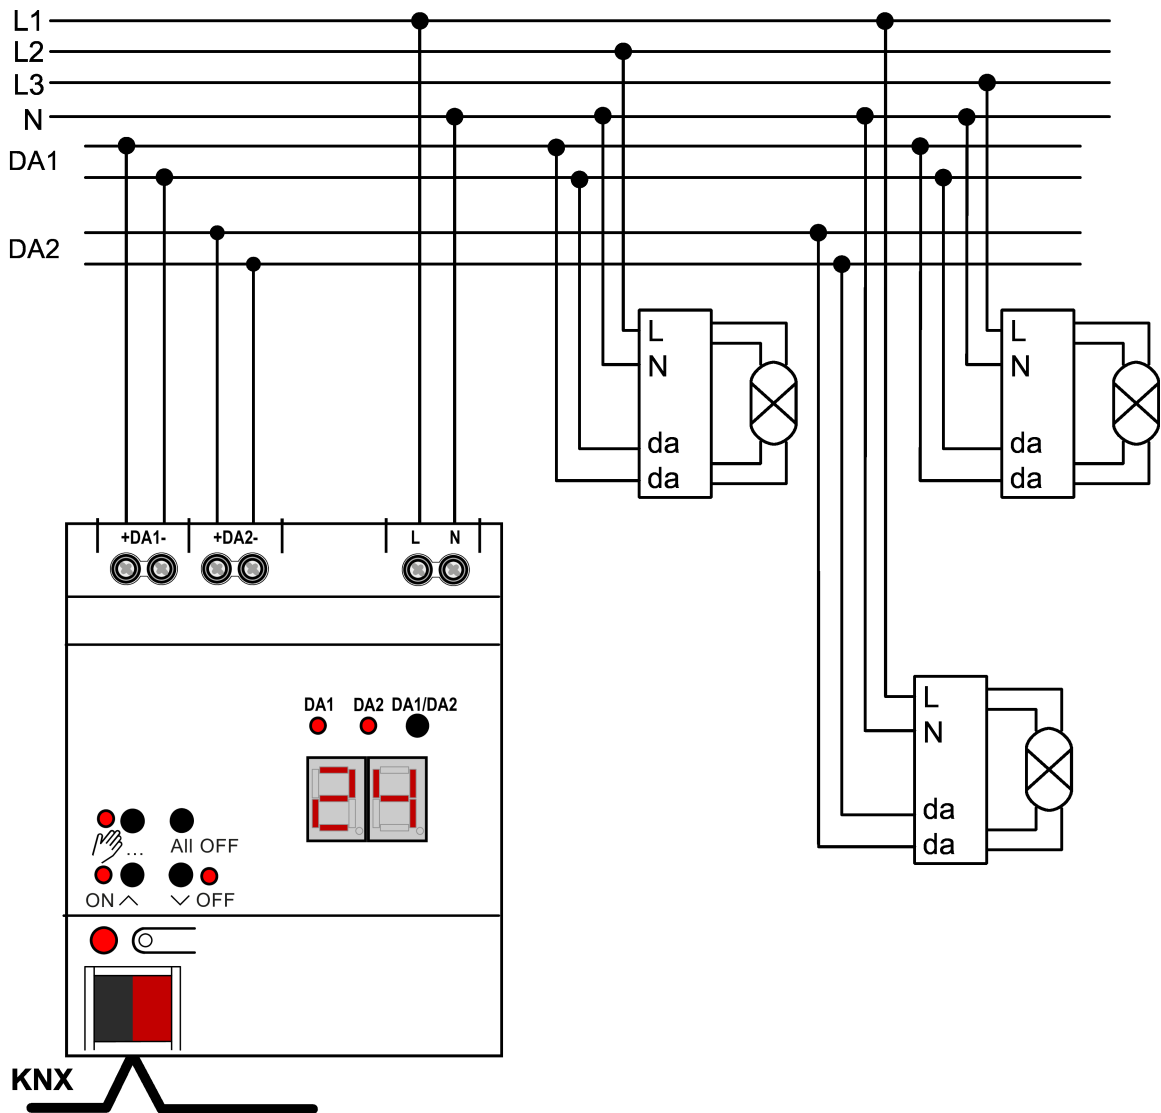 L1
L2
L3
N
DA1
DA2
L
N
da
da
L
N
da
da
+DA1- +DA2- L N
L
N
da
da
DA1 DA2 DA1/DA2
24
... All OFF
ON OFF
KNX